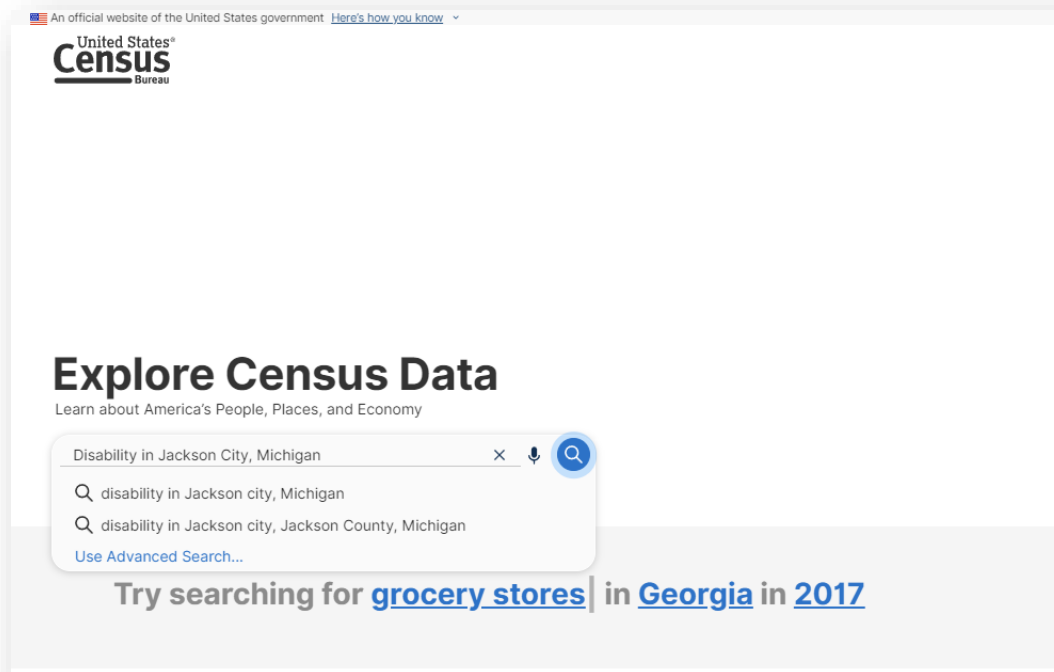 An official website of the United States government Here's how you know
United States®
Census
Bureau
Explore Census Data
Learn about America's People, Places, and Economy
Disability in Jackson City, Michigan
disability in Jackson city, Michigan
disability in Jackson city, Jackson County, Michigan
Use Advanced Search...
Try searching for grocery stores| in Georgia in 2017